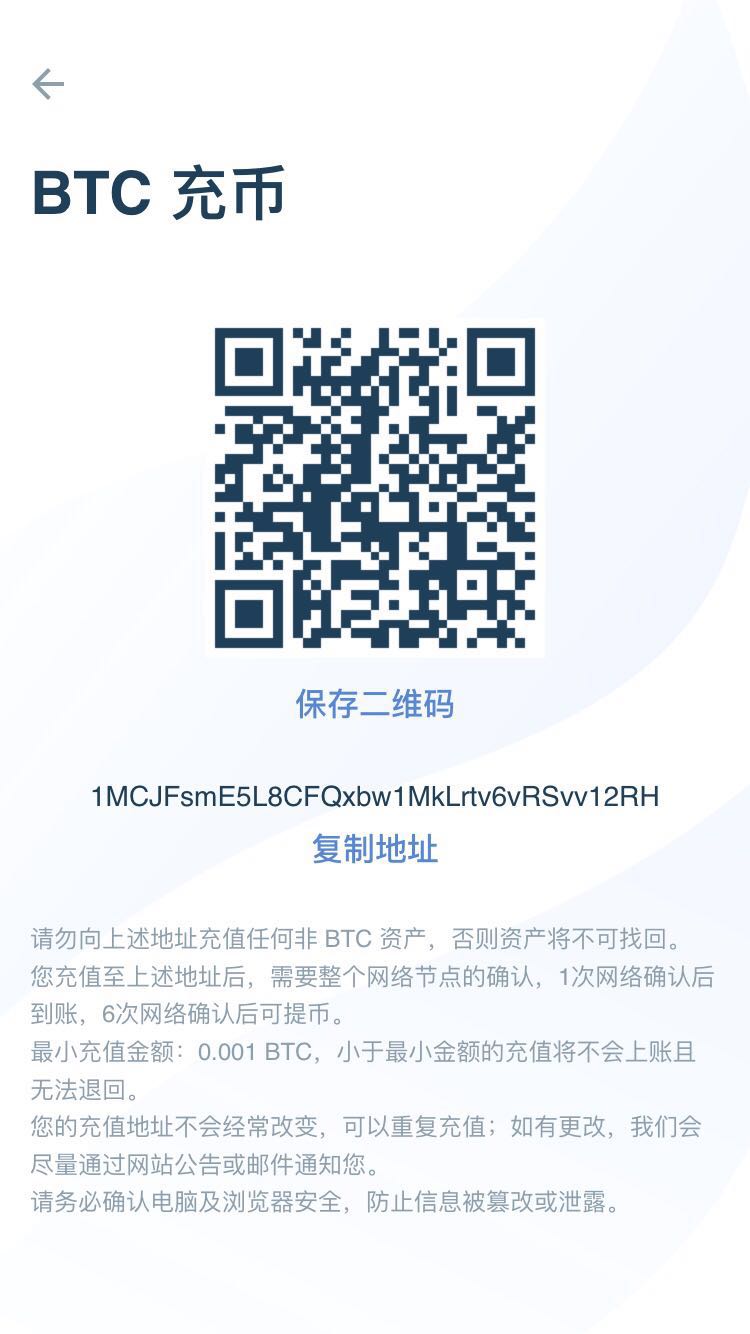 BTC 充币
保存二维码
1MCJFsmE5L8CFQxbw1MkLrtv6vRSvv12RH
复制地址
请勿向上述地址充值任何非 BTC 资产，否则资产将不可找回。
您充值至上述地址后，需要整个网络节点的确认，1次网络确认后
到账，6次网络确认后可提币。
最小充值金额：0.001 BTC，小于最小金额的充值将不会上账且
无法退回。
您的充值地址不会经常改变，可以重复充值；如有更改，我们会
尽量通过网站公告或邮件通知您。
请务必确认电脑及浏览器安全，防止信息被篡改或泄露。